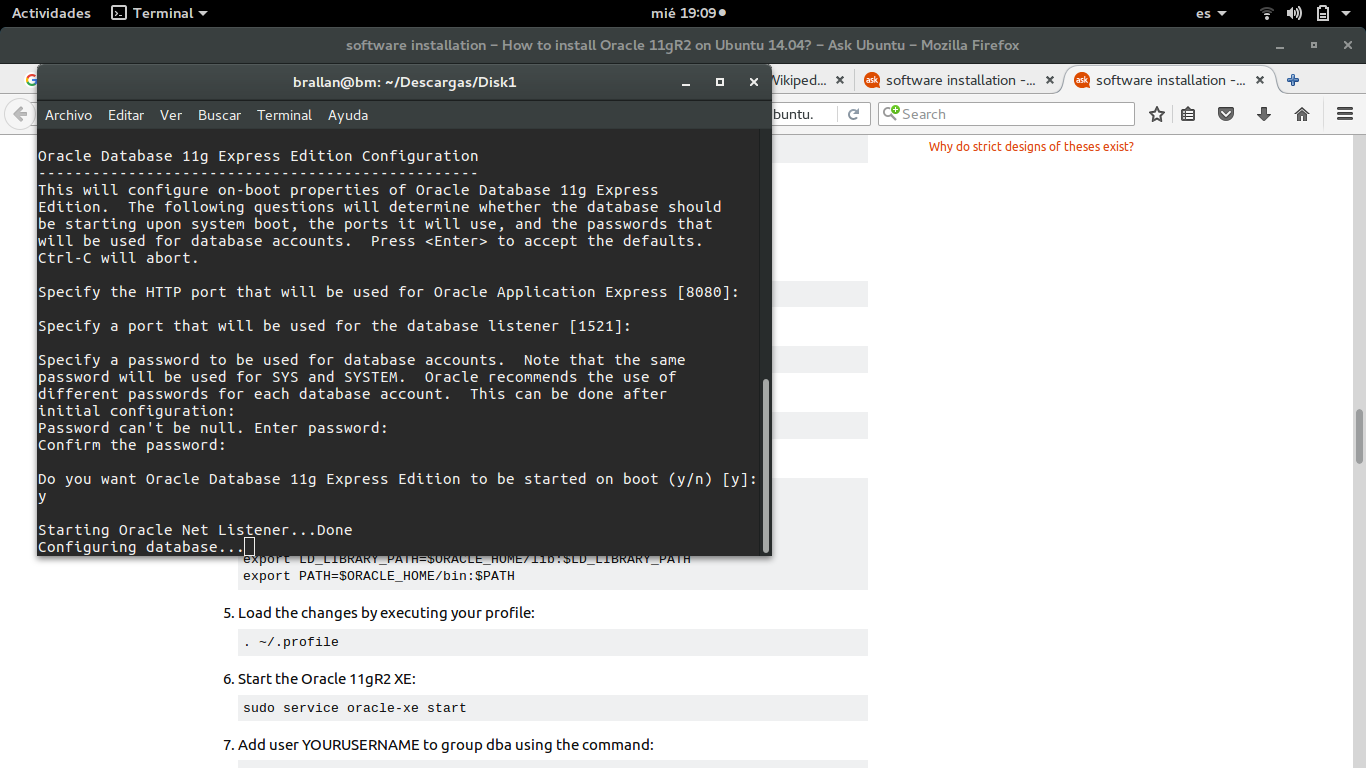 Actividades Terminal mié 19:09 es
software installation - How to install Oracle 11gR2 on Ubuntu 14.04? - Ask Ubuntu - Mozilla Firefox
Wikiped... software installation -... software installation -...
brallan@bm: ~/Descargas/Disk1
Archivo Editar Ver Buscar Terminal Ayuda
buntu. Search
Why do strict designs of theses exist?
Oracle Database 11g Express Edition Configuration
-------------------------------------------------
This will configure on-boot properties of Oracle Database 11g Express
Edition.  The following questions will determine whether the database should
be starting upon system boot, the ports it will use, and the passwords that
will be used for database accounts.  Press <Enter> to accept the defaults.
Ctrl-C will abort.
Specify the HTTP port that will be used for Oracle Application Express [8080]:
Specify a port that will be used for the database listener [1521]:
Specify a password to be used for database accounts.  Note that the same
password will be used for SYS and SYSTEM.  Oracle recommends the use of
different passwords for each database account.  This can be done after
initial configuration:
Password can't be null. Enter password:
Confirm the password:
Do you want Oracle Database 11g Express Edition to be started on boot (y/n) [y]:
y
Starting Oracle Net Listener...Done
Configuring database...
export LD_LIBRARY_PATH=$ORACLE_HOME/lib:$LD_LIBRARY_PATH
export PATH=$ORACLE_HOME/bin:$PATH
5. Load the changes by executing your profile:
. ~/.profile
6. Start the Oracle 11gR2 XE:
sudo service oracle-xe start
7. Add user YOURUSERNAME to group dba using the command: